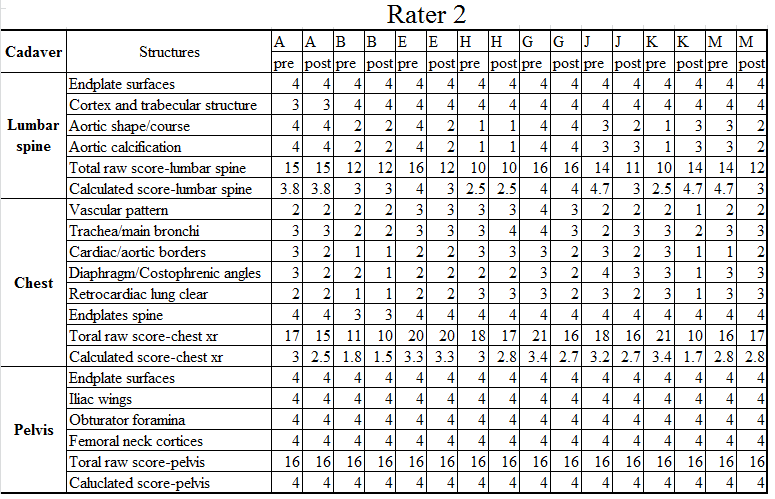 Rater 2
Cadaver Structures A A B B E E H H G G J J K K M M
pre post pre post pre post pre post pre post pre post pre post pre post
Lumbar spine
Endplate surfaces 4 4 4 4 4 4 4 4 4 4 4 4 4 4 4 4
Cortex and trabecular structure 3 3 4 4 4 4 4 4 4 4 4 4 4 4 4 4
Aortic shape/course 4 4 2 2 4 2 1 1 4 4 3 2 1 3 3 2
Aortic calcification 4 4 2 2 4 2 1 1 4 4 3 3 1 3 3 2
Total raw score-lumbar spine 15 15 12 12 16 12 10 10 16 16 14 11 10 14 14 12
Calculated score-lumbar spine 3.8 3.8 3 3 4 3 2.5 2.5 4 4 4.7 3 2.5 4.7 4.7 3
Chest
Vascular pattern 2 2 2 2 3 3 3 3 4 3 2 2 2 1 2 2
Trachea/main bronchi 3 3 2 2 3 3 3 4 4 3 2 3 3 2 3 3
Cardiac/aortic borders 3 2 1 1 2 2 3 3 3 2 3 2 3 1 1 2
Diaphragm/Costophrenic angles 3 2 2 1 2 2 2 2 3 2 4 3 3 1 3 3
Retrocardiac lung clear 2 2 1 1 2 2 3 3 3 2 3 2 3 1 3 3
Endplates spine 4 4 3 3 4 4 4 4 4 4 4 4 4 4 4 4
Toral raw score-chest xr 17 15 11 10 20 20 18 17 21 16 18 16 21 10 16 17
Calculated score-chest xr 3 2.5 1.8 1.5 3.3 3.3 3 2.8 3.4 2.7 3.2 2.7 3.4 1.7 2.8 2.8
Pelvis
Endplate surfaces 4 4 4 4 4 4 4 4 4 4 4 4 4 4 4 4
Iliac wings 4 4 4 4 4 4 4 4 4 4 4 4 4 4 4 4
Obturator foramina 4 4 4 4 4 4 4 4 4 4 4 4 4 4 4 4
Femoral neck cortices 4 4 4 4 4 4 4 4 4 4 4 4 4 4 4 4
Toral raw score-pelvis 16 16 16 16 16 16 16 16 16 16 16 16 16 16 16 16
Caluclated score-pelvis 4 4 4 4 4 4 4 4 4 4 4 4 4 4 4 4